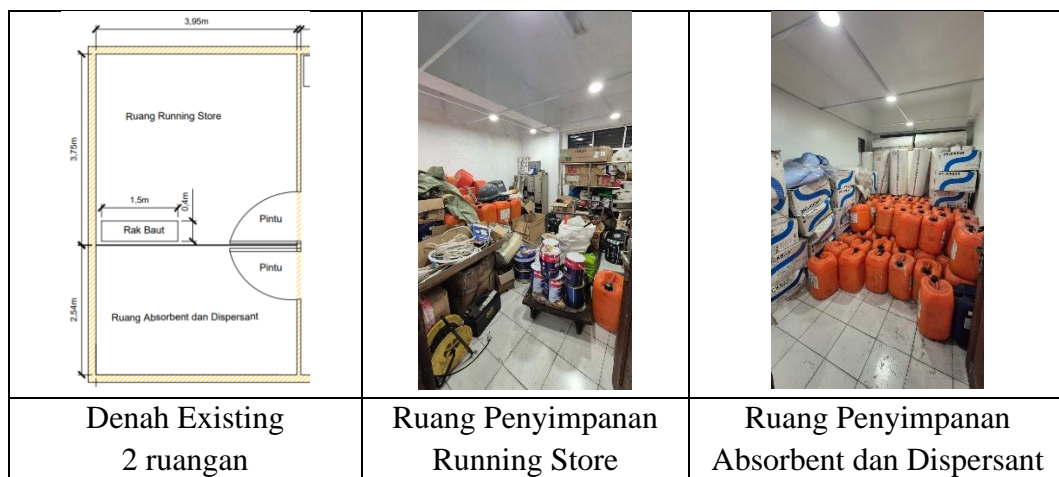 3,95m
Ruang Running Store
3,75m
1,5m
0,4m
Rak Baut
Pintu
Pintu
2,54m
Ruang Absorbent dan Dispersant
Denah Existing
2 ruangan
Ruang Penyimpanan
Running Store
Ruang Penyimpanan
Absorbent dan Dispersant